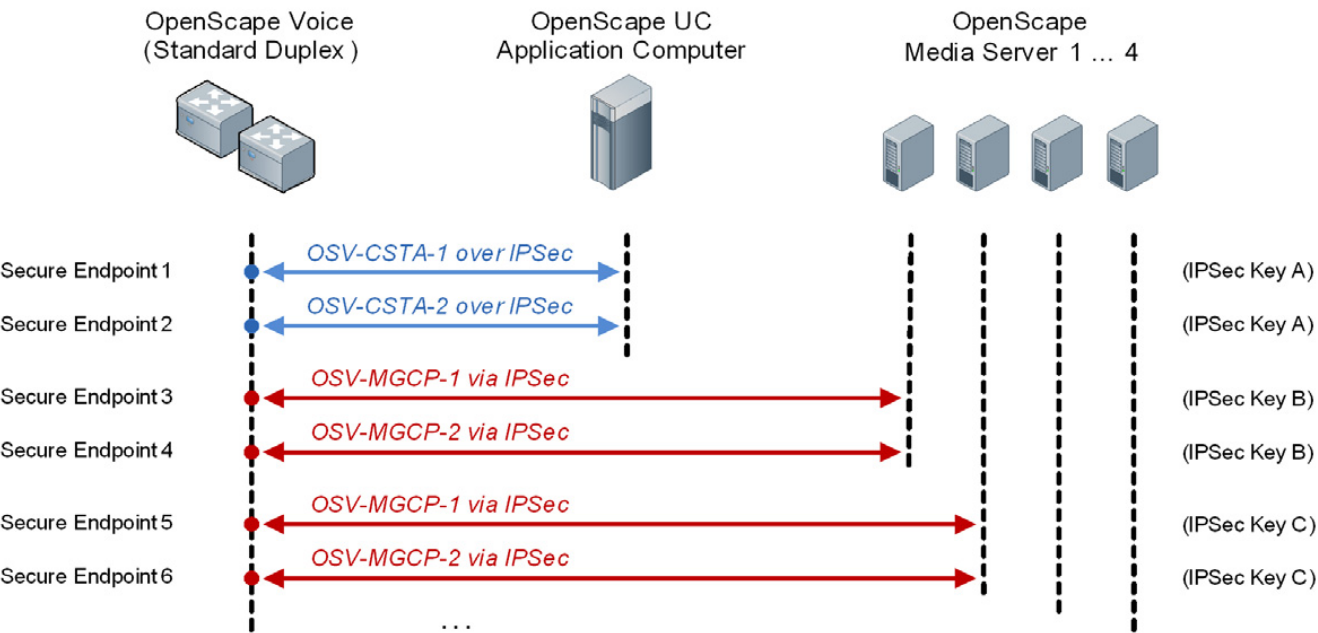 OpenScape Voice
(Standard Duplex )
OpenScape UC
Application Computer
OpenScape
Media Server 1 ... 4
OSV-CSTA-1 over IPSec
Secure Endpoint 1
(IPSec Key A)
OSV-CSTA-2 over IPSec
Secure Endpoint 2
(IPSec Key A)
OSV-MGCP-1 via IPSec
Secure Endpoint 3
(IPSec Key B)
OSV-MGCP-2 via IPSec
Secure Endpoint 4
(IPSec Key B)
OSV-MGCP-1 via IPSec
Secure Endpoint 5
(IPSec Key C)
OSV-MGCP-2 via IPSec
Secure Endpoint 6
(IPSec Key C)
...